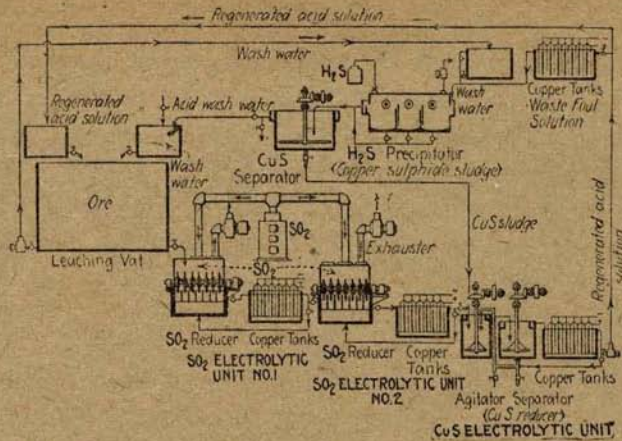 Regenerated acid solution
Wash water
H₂S
Wash
water
Copper Tanks
Waste Foul
Solution
Regenerated
acid solution
Acid wash water
Wash
water
CuS
Separator
H₂S Precipitator
(Copper sulphide sludge)
Ore
Leaching Vat
SO₂
SO₂
Exhauster
CuS sludge
Regenerated acid
solution
SO₂ Reducer
Copper Tanks
SO₂ ELECTROLYTIC
UNIT NO.1
SO₂ Reducer
Copper
Tanks
SO₂ ELECTROLYTIC UNIT
NO.2
Copper Tanks
Agitator Separator
(CuS reducer)
CuS ELECTROLYTIC UNIT